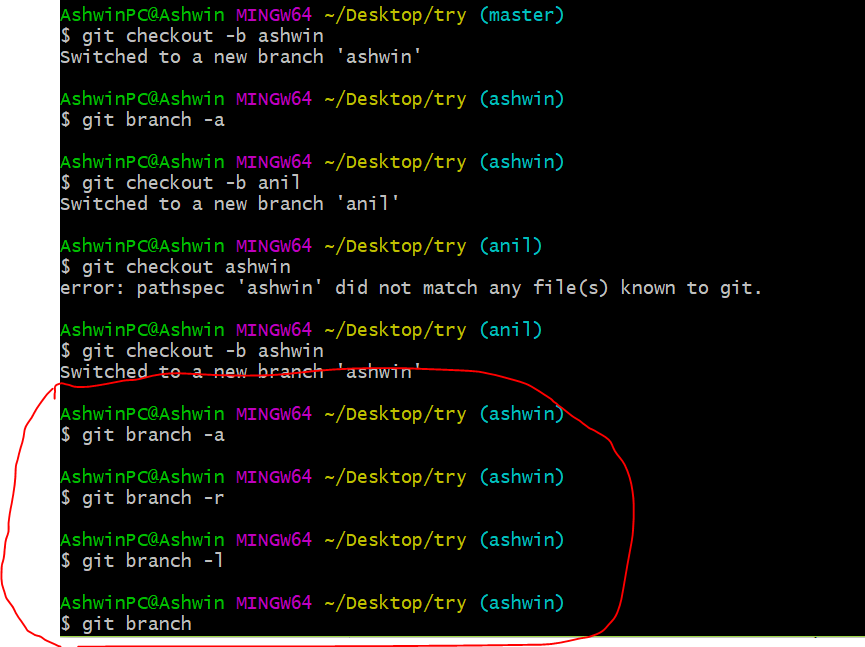 AshwinPC@Ashwin MINGW64 ~/Desktop/try (master)
$ git checkout -b ashwin
Switched to a new branch 'ashwin'
AshwinPC@Ashwin MINGW64 ~/Desktop/try (ashwin)
$ git branch -a
AshwinPC@Ashwin MINGW64 ~/Desktop/try (ashwin)
$ git checkout -b anil
Switched to a new branch 'anil'
AshwinPC@Ashwin MINGW64 ~/Desktop/try (anil)
$ git checkout ashwin
error: pathspec 'ashwin' did not match any file(s) known to git.
AshwinPC@Ashwin MINGW64 ~/Desktop/try (anil)
$ git checkout -b ashwin
Switched to a new branch 'ashwin'
AshwinPC@Ashwin MINGW64 ~/Desktop/try (ashwin)
$ git branch -a
AshwinPC@Ashwin MINGW64 ~/Desktop/try (ashwin)
$ git branch -r
AshwinPC@Ashwin MINGW64 ~/Desktop/try (ashwin)
$ git branch -l
AshwinPC@Ashwin MINGW64 ~/Desktop/try (ashwin)
$ git branch